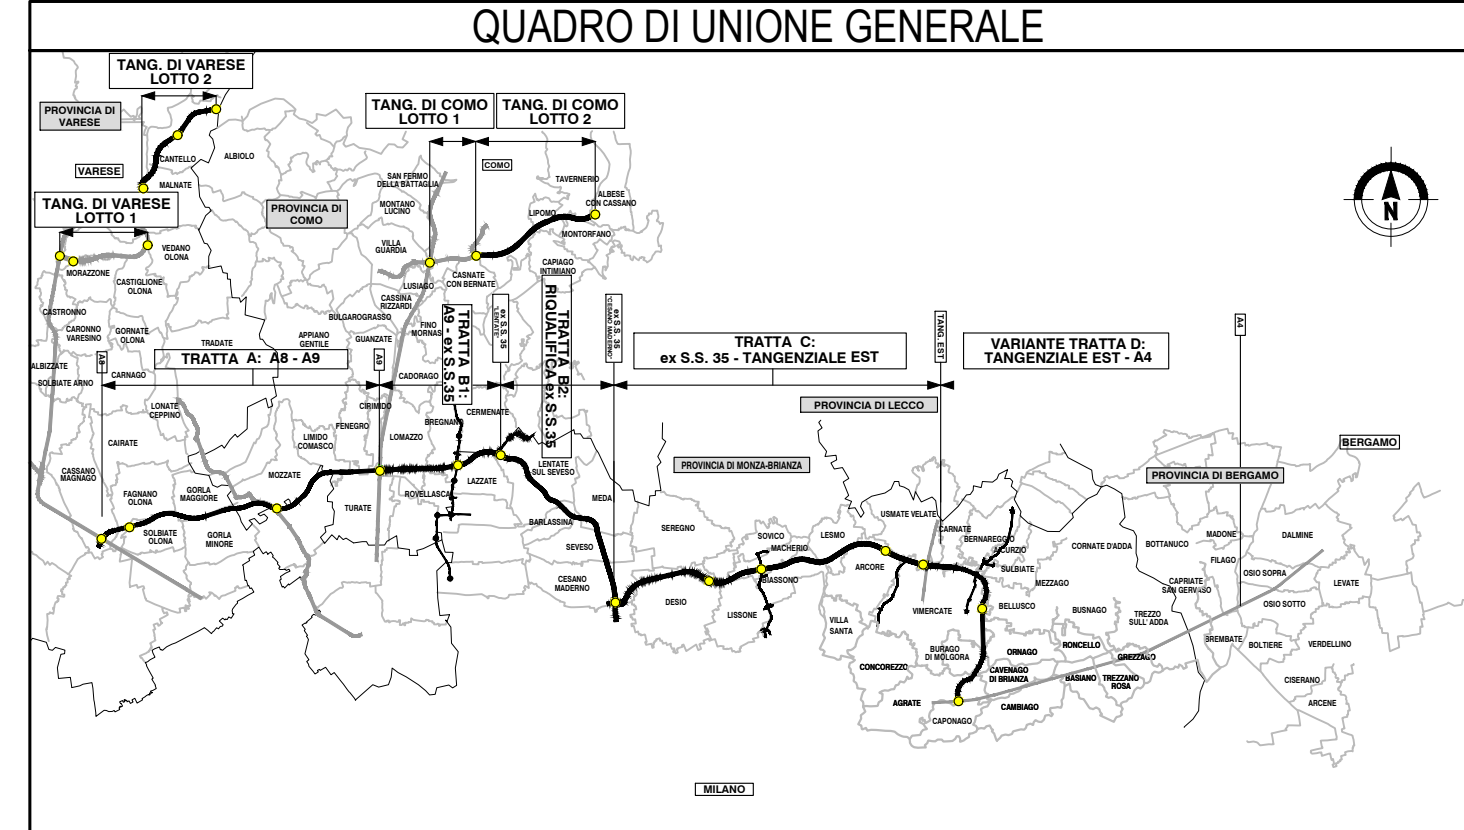 QUADRO DI UNIONE GENERALE
TANG. DI VARESE
LOTTO 2
PROVINCIA DI
VARESE
TANG. DI COMO
LOTTO 1
TANG. DI COMO
LOTTO 2
CANTELLO
ALBIOLO
VARESE
MALNATE
COMO
SAN FERMO
DELLA BATTAGLIA
TAVERNERIO
ALBESE
CON CASSANO
TANG. DI VARESE
LOTTO 1
PROVINCIA DI
COMO
MONTANO
LUCINO
LIPOMO
MONTORFANO
N
VEDANO
OLONA
VILLA
GUARDIA
MORAZZONE
CASTIGLIONE
OLONA
LUSIAGO
CASNATE
CON BERNATE
CAPIAGO
INTIMIANO
CASSINA
RIZZARDI
CASTRONNO
BULGAROGRASSO
FINO
MORNAS
CARONNO
VARESINO
GORNATE
OLONA
TRADATE
APPIANO
GENTILE
GUANZATE
TRATTA B1:
A9 - ex S.S.35
ex S.S. 35
"LENTATE"
TRATTA B2:
RIQUALIFICA ex S.S.35
ex S.S. 35
"CESANO MADERNO"
TRATTA C:
ex S.S. 35 - TANGENZIALE EST
TANG. EST
VARIANTE TRATTA D:
TANGENZIALE EST - A4
A4
ALBIZZATE
A8
TRATTA A: A8 - A9
A9
SOLBIATE ARNO
CARNAGO
CADORAGO
LONATE
CEPPINO
CIRIMIDO
FENEGRO
CERMENATE
BREGNANO
PROVINCIA DI LECCO
CAIRATE
LIMIDO
COMASCO
LOMAZZO
BERGAMO
CASSANO
MAGNAGO
MOZZATE
LENTATE
SUL SEVESO
PROVINCIA DI MONZA-BRIANZA
PROVINCIA DI BERGAMO
FAGNANO
OLONA
GORLA
MAGGIORE
ROVELLASCA
LAZZATE
MEDA
TURATE
SOLBIATE
OLONA
GORLA
MINORE
BARLASSINA
SEREGNO
USMATE VELATE
CARNATE
SEVESO
SOVICO
MACHERIO
LESMO
BERNAREGGIO
AICURZIO
CORNATE D'ADDA
BOTTANUCO
MADONE
DALMINE
FILAGO
ARCORE
SULBIATE
OSIO SOPRA
CESANO
MADERNO
BIASSONO
MEZZAGO
CAPRIATE
SAN GERVASO
LEVATE
DESIO
LISSONE
VILLA
SANTA
VIMERCATE
BELLUSCO
BUSNAGO
TREZZO
SULL' ADDA
OSIO SOTTO
BREMBATE
BOLTIERE
VERDELLINO
BURAGO
DI MOLGORA
ORNAGO
RONCELLO
GREZZAGO
CONCOREZZO
CAVENAGO
DI BRIANZA
BASIANO
TREZZANO
ROSA
CISERANO
AGRATE
CAMBIAGO
ARCENE
CAPONAGO
MILANO